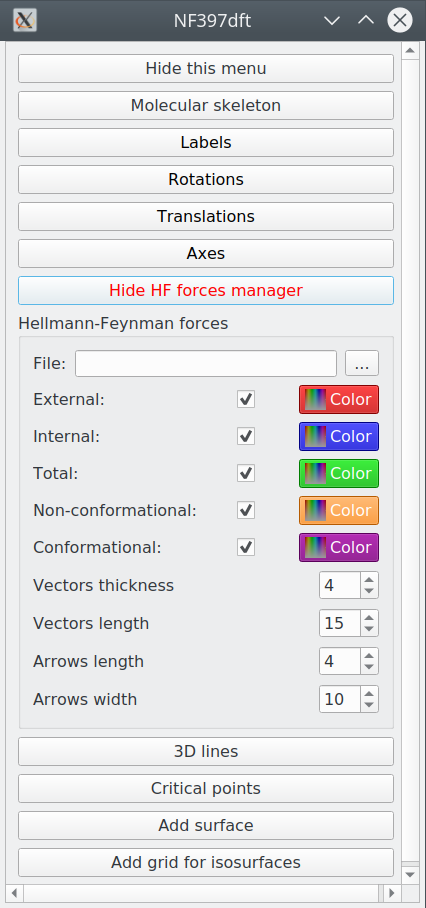 NF397dft
Hide this menu
Molecular skeleton
Labels
Rotations
Translations
Axes
Hide HF forces manager
Hellmann-Feynman forces
File: ...
External: Color
Internal: Color
Total: Color
Non-conformational: Color
Conformational: Color
Vectors thickness 4
Vectors length 15
Arrows length 4
Arrows width 10
3D lines
Critical points
Add surface
Add grid for isosurfaces